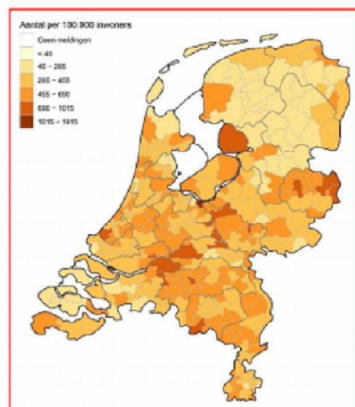 Aantal per 100.000 inwoners
Geen meldingen
< 40
40 - 265
265 - 455
455 - 690
690 - 1015
1015 - 1915